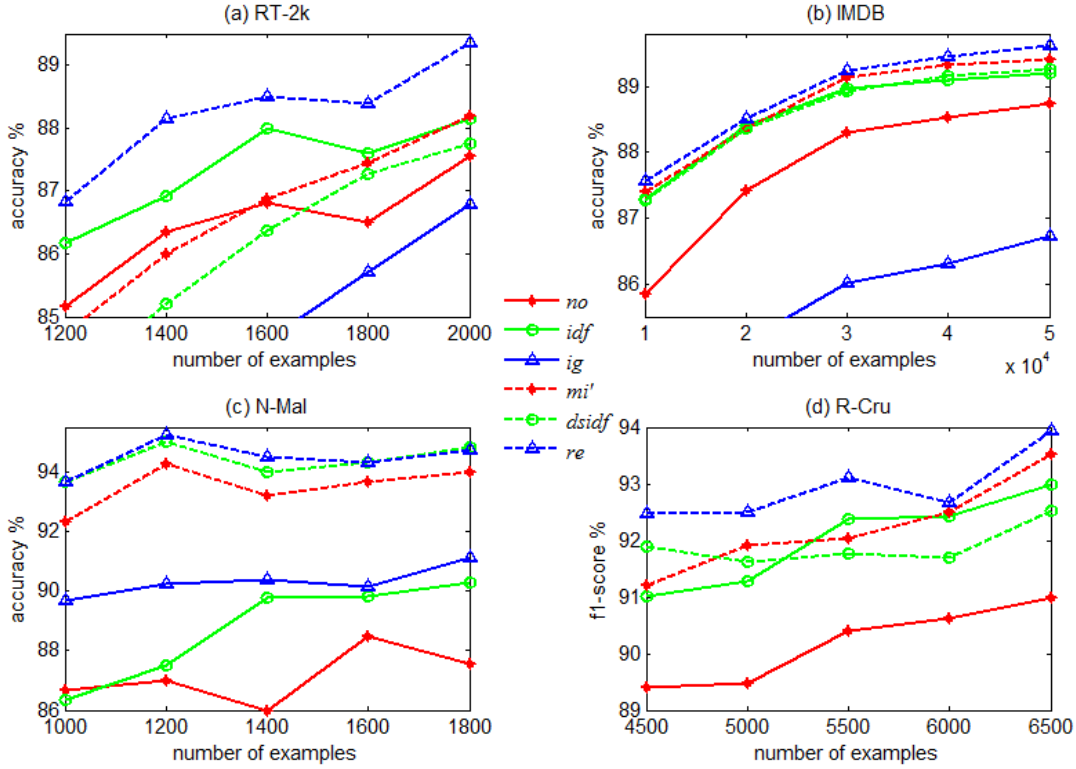 (a) RT-2k
accuracy %
89
88
87
86
85
1200 1400 1600 1800 2000
number of examples
(b) IMDB
accuracy %
89
88
87
86
1 2 3 4 5
number of examples x 10^4
no
idf
ig
mi'
dsidf
re
(c) N-Mal
accuracy %
94
92
90
88
86
1000 1200 1400 1600 1800
number of examples
(d) R-Cru
f1-score %
94
93
92
91
90
89
4500 5000 5500 6000 6500
number of examples